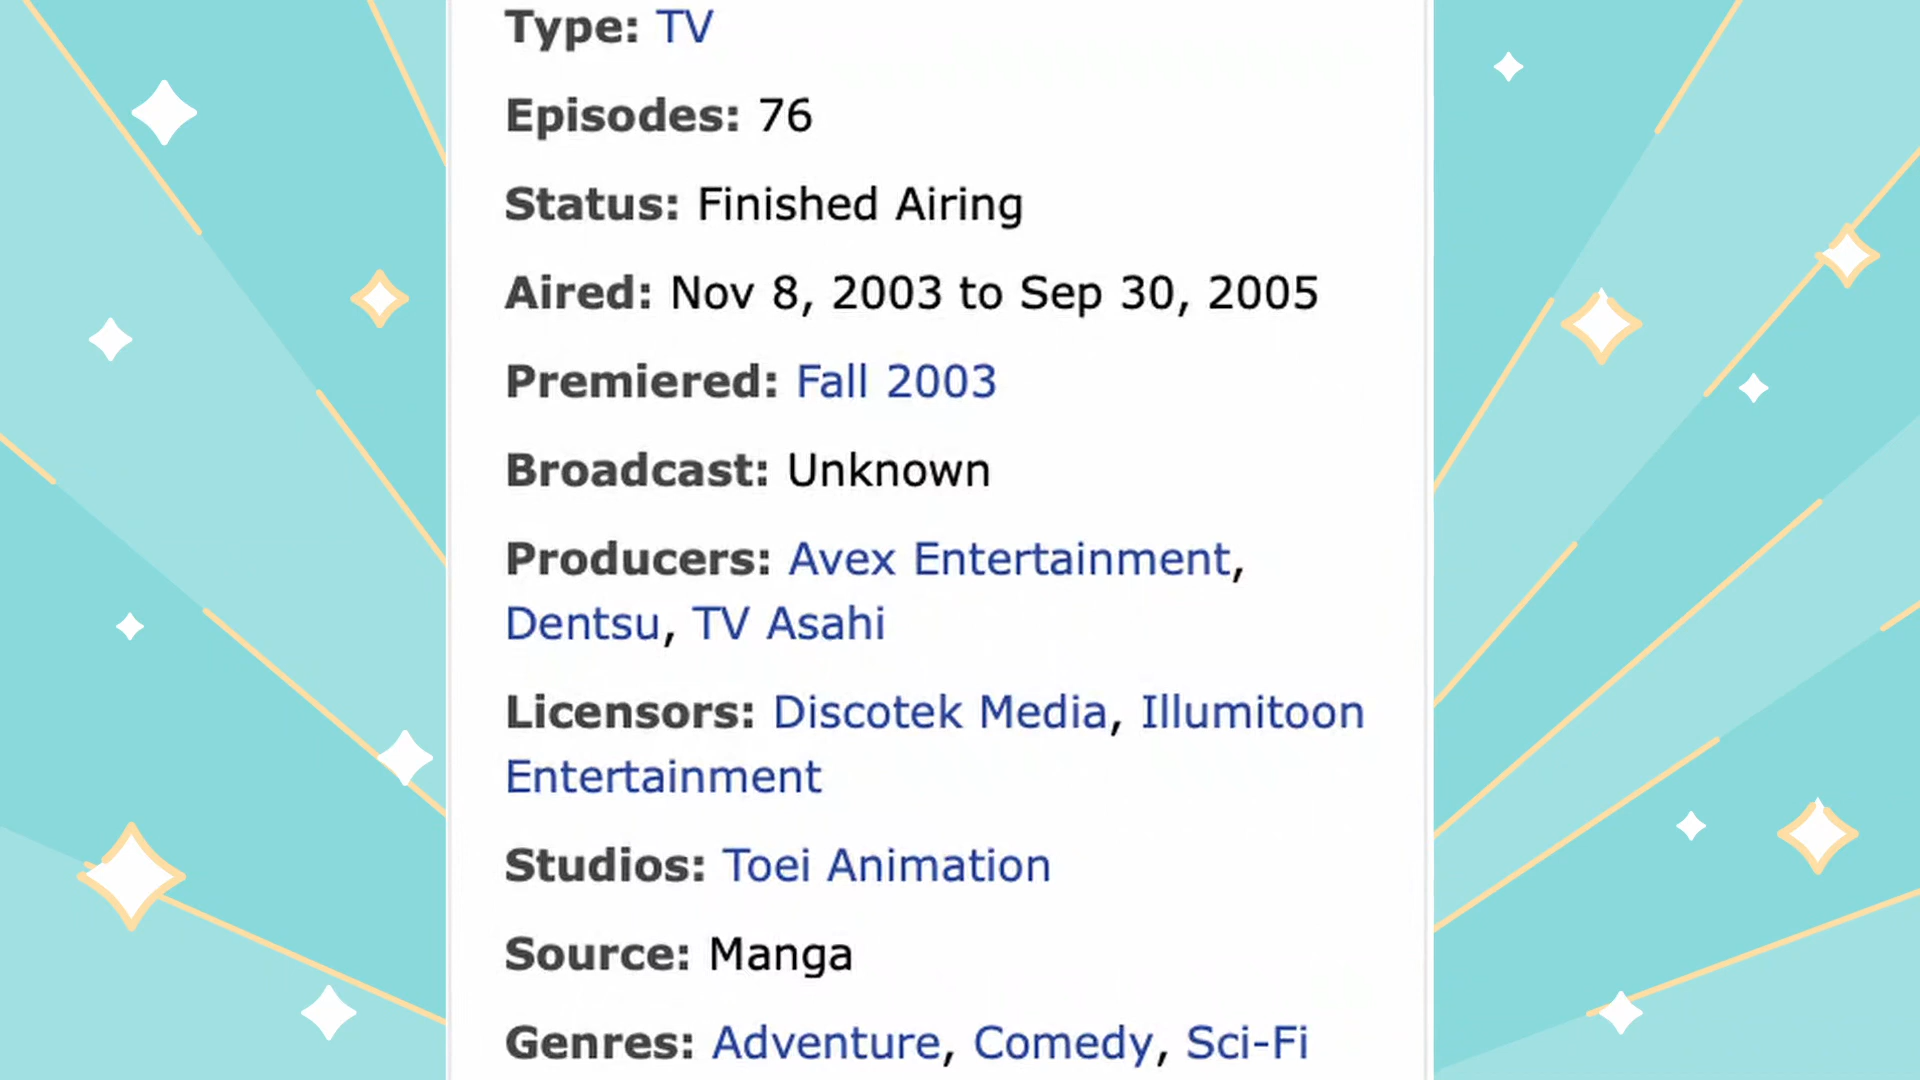 Type: TV
Episodes: 76
Status: Finished Airing
Aired: Nov 8, 2003 to Sep 30, 2005
Premiered: Fall 2003
Broadcast: Unknown
Producers: Avex Entertainment,
Dentsu, TV Asahi
Licensors: Discotek Media, Illumitoon
Entertainment
Studios: Toei Animation
Source: Manga
Genres: Adventure, Comedy, Sci-Fi